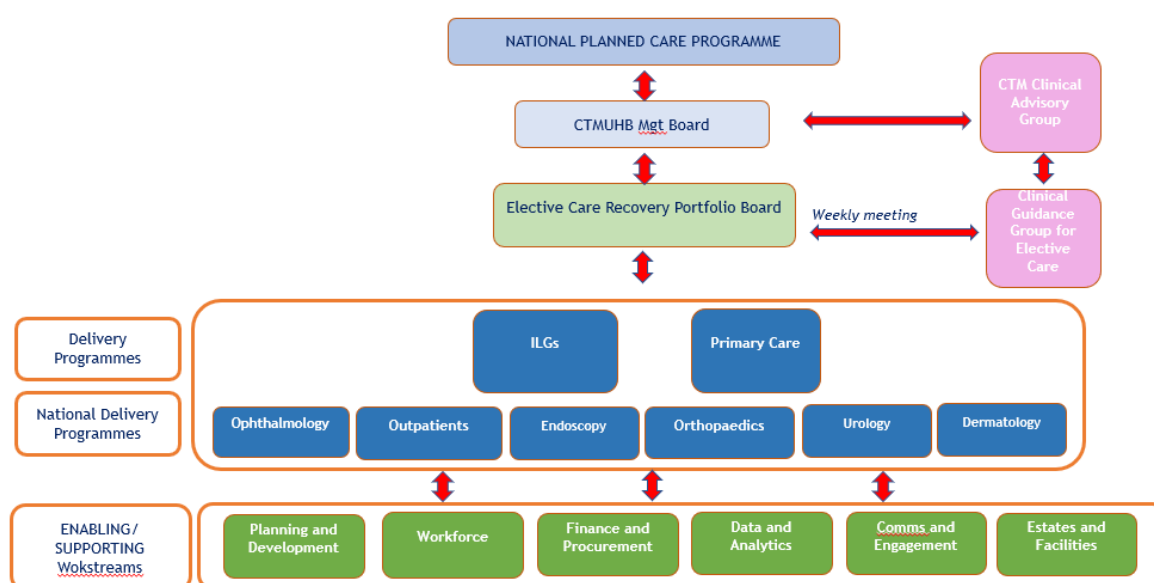 NATIONAL PLANNED CARE PROGRAMME
CTM Clinical
Advisory
Group
CTMUHB Mgt Board
Elective Care Recovery Portfolio Board
Weekly meeting
Clinical
Guidance
Group for
Elective
Care
Delivery
Programmes
ILGs
Primary Care
National Delivery
Programmes
Ophthalmology
Outpatients
Endoscopy
Orthopaedics
Urology
Dermatology
ENABLING/
SUPPORTING
Wokstreams
Planning and
Development
Workforce
Finance and
Procurement
Data and
Analytics
Comms and
Engagement
Estates and
Facilities